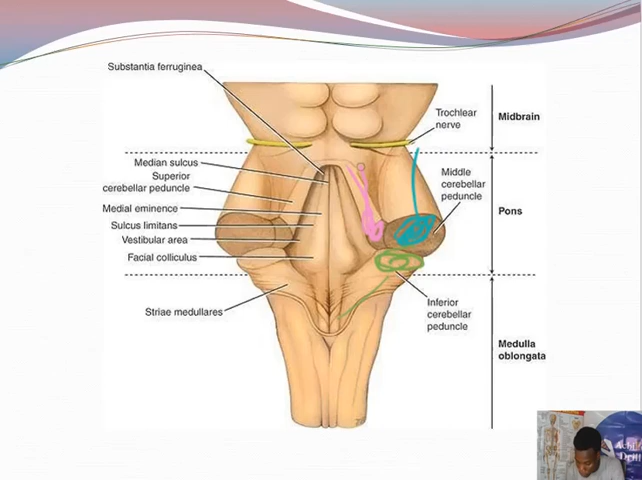 Substantia ferruginea
Trochlear
nerve
Midbrain
Median sulcus
Superior
cerebellar peduncle
Middle
cerebellar
peduncle
Medial eminence
Pons
Sulcus limitans
Vestibular area
Facial colliculus
Striae medullares
Inferior
cerebellar
peduncle
Medulla
oblongata